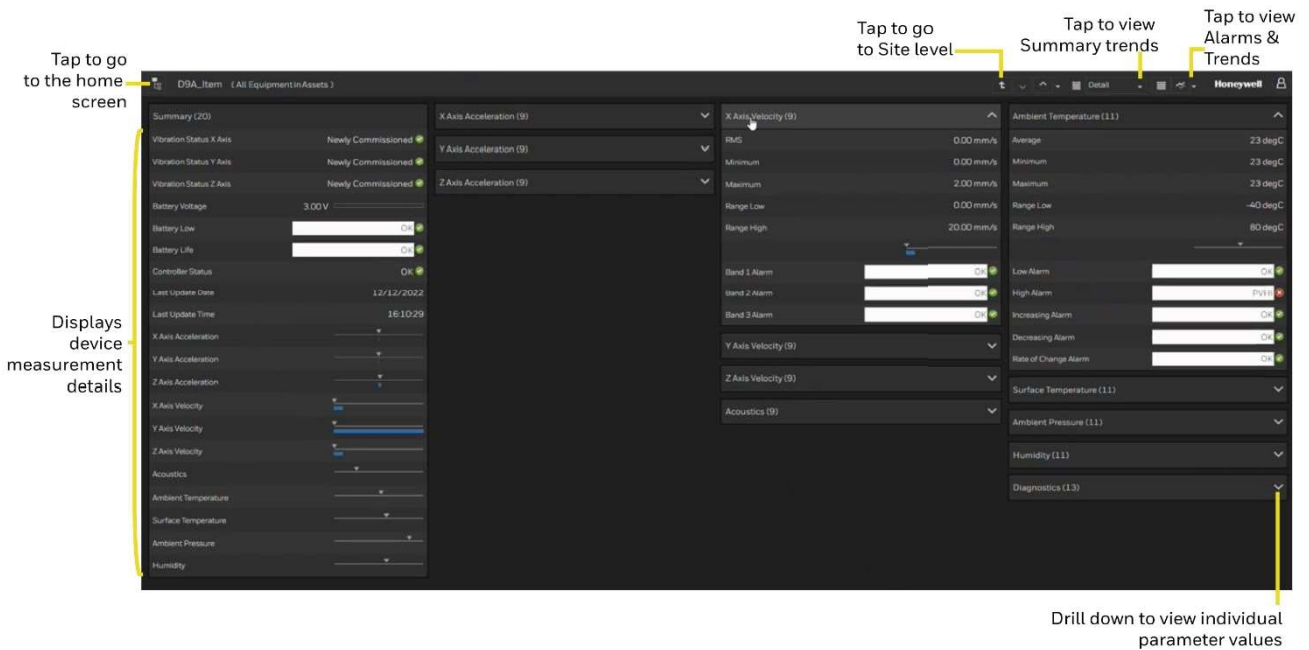 Tap to go
to the home
screen
Tap to go
to Site level
Tap to view
Summary trends
Tap to view
Alarms &
Trends
D9A_Item (All Equipment in Assets)
Detail
Honeywell
Summary (20)
Vibration Status X Axis Newly Commissioned
Vibration Status Y Axis Newly Commissioned
Vibration Status Z Axis Newly Commissioned
Battery Voltage 3.00 V
Battery Low OK
Battery Life OK
Controller Status OK
Last Update Date 12/12/2022
Last Update Time 16:10:29
X Axis Acceleration
Y Axis Acceleration
Z Axis Acceleration
X Axis Velocity
Y Axis Velocity
Z Axis Velocity
Acoustics
Ambient Temperature
Surface Temperature
Ambient Pressure
Humidity
X Axis Acceleration (9)
Y Axis Acceleration (9)
Z Axis Acceleration (9)
X Axis Velocity (9)
RMS 0.00 mm/s
Minimum 0.00 mm/s
Maximum 2.00 mm/s
Range Low 0.00 mm/s
Range High 20.00 mm/s
Band 1 Alarm OK
Band 2 Alarm OK
Band 3 Alarm OK
Y Axis Velocity (9)
Z Axis Velocity (9)
Acoustics (9)
Ambient Temperature (11)
Average 23 degC
Minimum 23 degC
Maximum 23 degC
Range Low -40 degC
Range High 80 degC
Low Alarm OK
High Alarm PVHI
Increasing Alarm OK
Decreasing Alarm OK
Rate of Change Alarm OK
Surface Temperature (11)
Ambient Pressure (11)
Humidity (11)
Diagnostics (13)
Displays
device
measurement
details
Drill down to view individual
parameter values